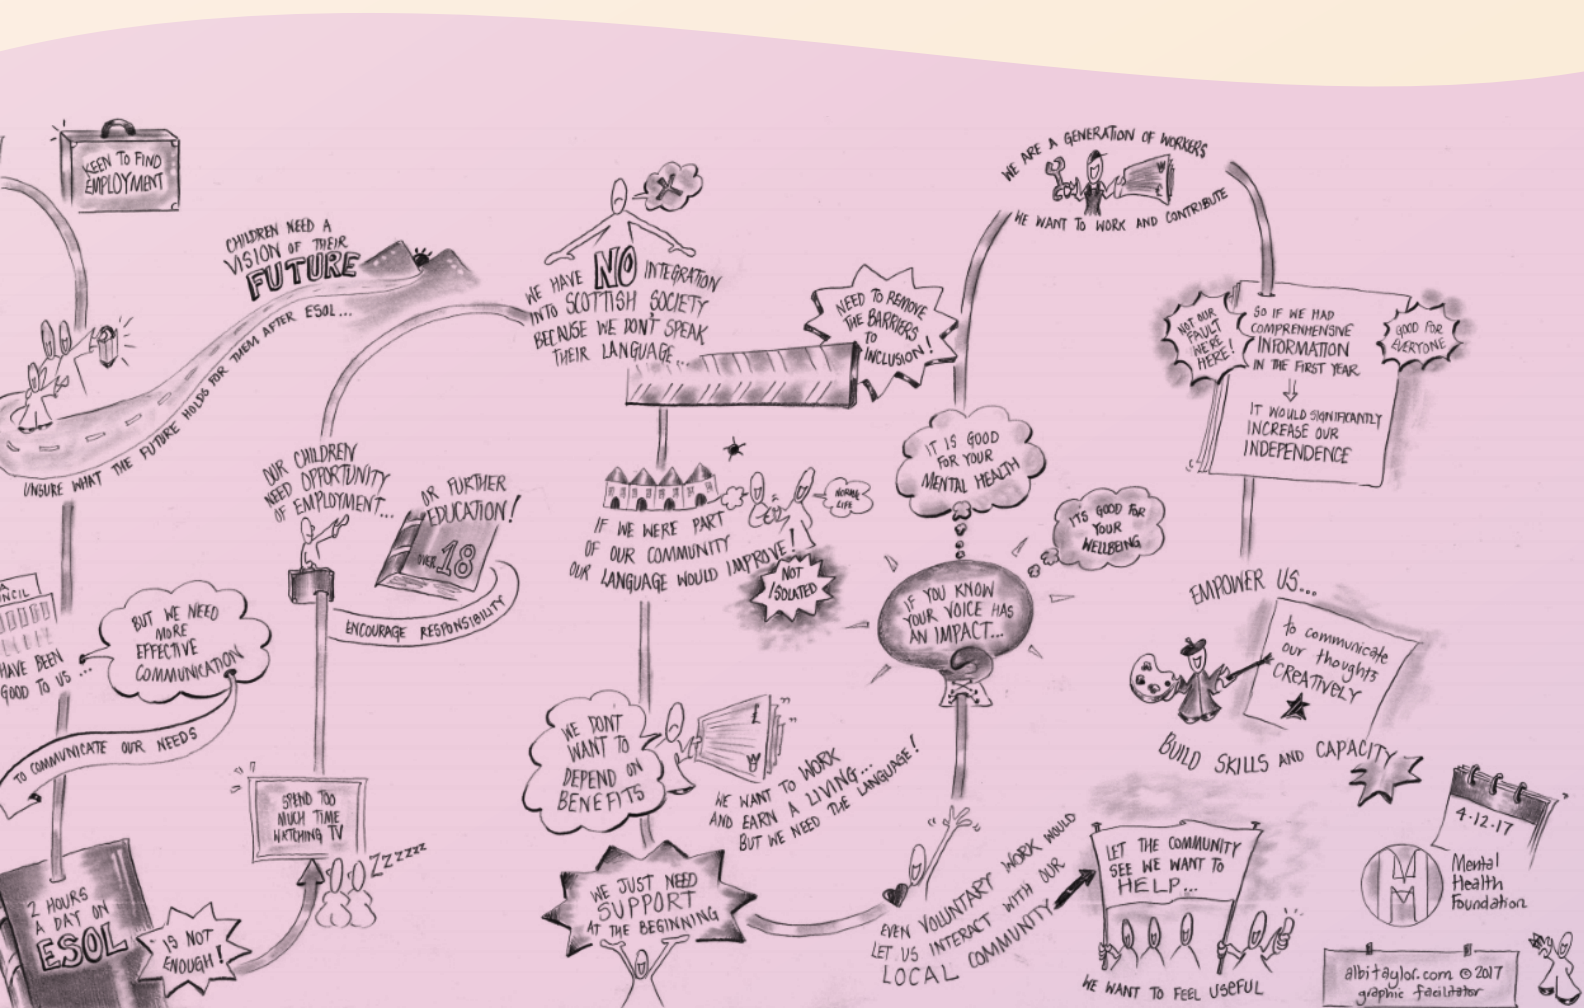 KEEN TO FIND
EMPLOYMENT
CHILDREN NEED A
VISION OF THEIR
FUTURE
UNSURE WHAT THE FUTURE HOLDS FOR THEM AFTER ESOL...
NCIL
HAVE BEEN
GOOD TO US ...
BUT WE NEED
MORE
EFFECTIVE
COMMUNICATION
TO COMMUNICATE OUR NEEDS
2 HOURS
A DAY ON
ESOL
IS NOT
ENOUGH!
ZZzzzzz
SPEND TOO
MUCH TIME
WATCHING TV
OUR CHILDREN
NEED OPPORTUNITY
OF EMPLOYMENT...
OR FURTHER
EDUCATION!
OVER 18
ENCOURAGE RESPONSIBILITY
WE HAVE NO INTEGRATION
INTO SCOTTISH SOCIETY
BECAUSE WE DON'T SPEAK
THEIR LANGUAGE...
NEED TO REMOVE
THE BARRIERS
TO
INCLUSION!
IF WE WERE PART
OF OUR COMMUNITY
OUR LANGUAGE WOULD IMPROVE!
NORMAL
LIFE
NOT
ISOLATED
WE DONT
WANT TO
DEPEND ON
BENEFITS
£
WE WANT TO WORK
AND EARN A LIVING...
BUT WE NEED THE LANGUAGE!
WE JUST NEED
SUPPORT
AT THE BEGINNING
EVEN VOLUNTARY WORK WOULD
LET US INTERACT WITH OUR
LOCAL COMMUNITY
LET THE COMMUNITY
SEE WE WANT TO
HELP...
WE WANT TO FEEL USEFUL
IF YOU KNOW
YOUR VOICE HAS
AN IMPACT...
IT IS GOOD
FOR YOUR
MENTAL HEALTH
IT'S GOOD FOR
YOUR
WELLBEING
WE ARE A GENERATION OF WORKERS
£
WE WANT TO WORK AND CONTRIBUTE
NOT OUR
FAULT
WE'RE
HERE!
SO IF WE HAD
COMPREHENSIVE
INFORMATION
IN THE FIRST YEAR
IT WOULD SIGNIFICANTLY
INCREASE OUR
INDEPENDENCE
GOOD FOR
EVERYONE
EMPOWER US...
to communicate
our thoughts
CREATIVELY
BUILD SKILLS AND CAPACITY
4.12.17
Mental
Health
Foundation
albitaylor.com © 2017
graphic facilitator